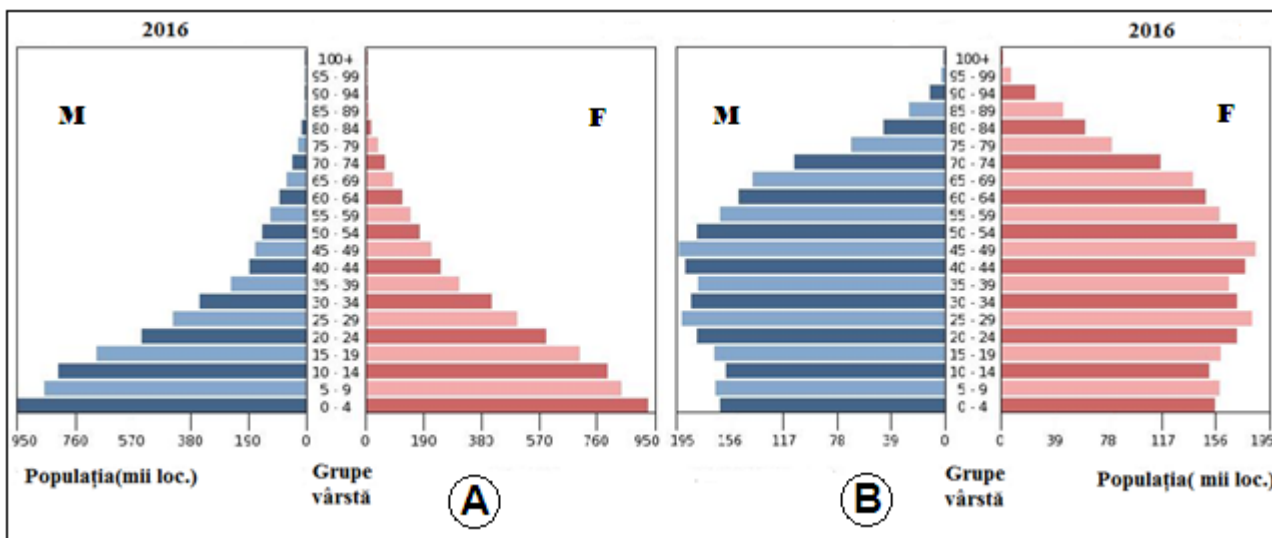 2016
2016
M
F
M
F
100+
95 - 99
90 - 94
85 - 89
80 - 84
75 - 79
70 - 74
65 - 69
60 - 64
55 - 59
50 - 54
45 - 49
40 - 44
35 - 39
30 - 34
25 - 29
20 - 24
15 - 19
10 - 14
5 - 9
0 - 4
100+
95 - 99
90 - 94
85 - 89
80 - 84
75 - 79
70 - 74
65 - 69
60 - 64
55 - 59
50 - 54
45 - 49
40 - 44
35 - 39
30 - 34
25 - 29
20 - 24
15 - 19
10 - 14
5 - 9
0 - 4
950 760 570 380 190 0 0 190 380 570 760 950
195 156 117 78 39 0 0 39 78 117 156 195
Populația(mii loc.)
Grupe
vârstă
A
B
Grupe
vârstă
Populația( mii loc.)